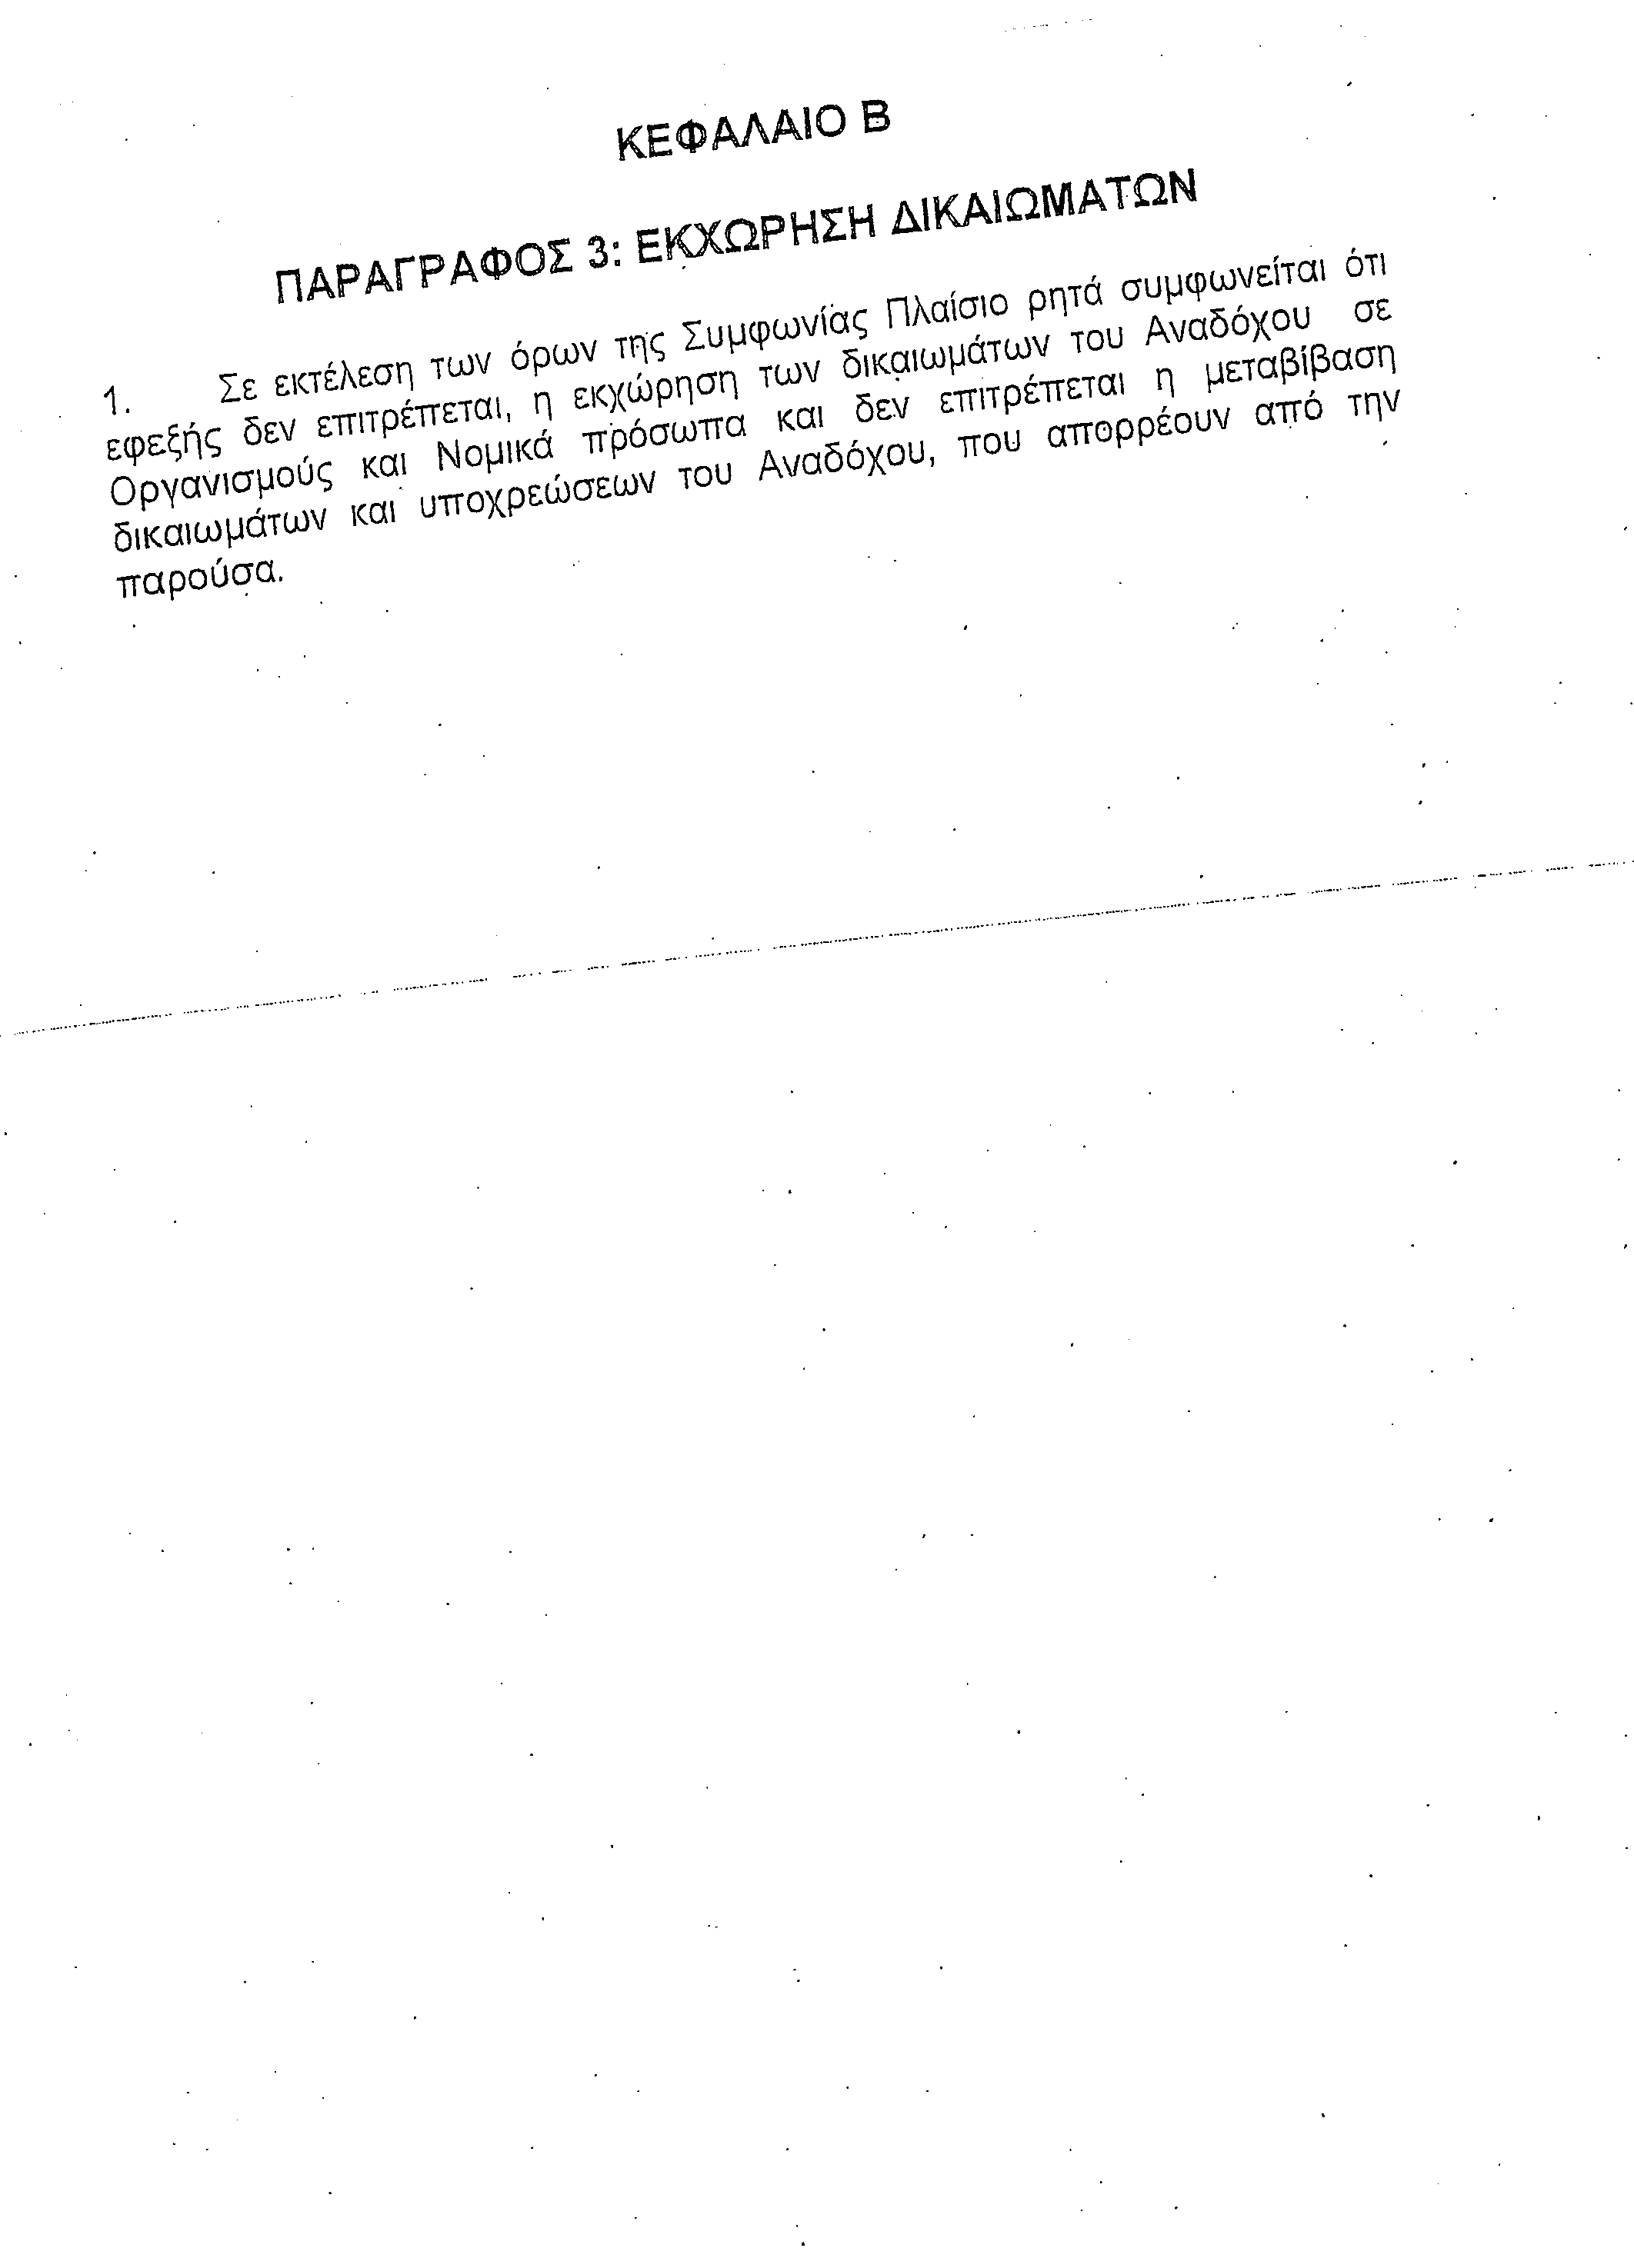 ΚΕΦΑΛΑΙΟ Β
ΠΑΡΑΓΡΑΦΟΣ 3: ΕΚΧΩΡΗΣΗ ΔΙΚΑΙΩΜΑΤΩΝ
1. Σε εκτέλεση των όρων της Συμφωνίας Πλαίσιο ρητά συμφωνείται ότι
εφεξής δεν επιτρέπεται, η εκχώρηση των δικαιωμάτων του Αναδόχου σε
Οργανισμούς και Νομικά πρόσωπα και δεν επιτρέπεται η μεταβίβαση
δικαιωμάτων και υποχρεώσεων του Αναδόχου, που απορρέουν από την
παρούσα.